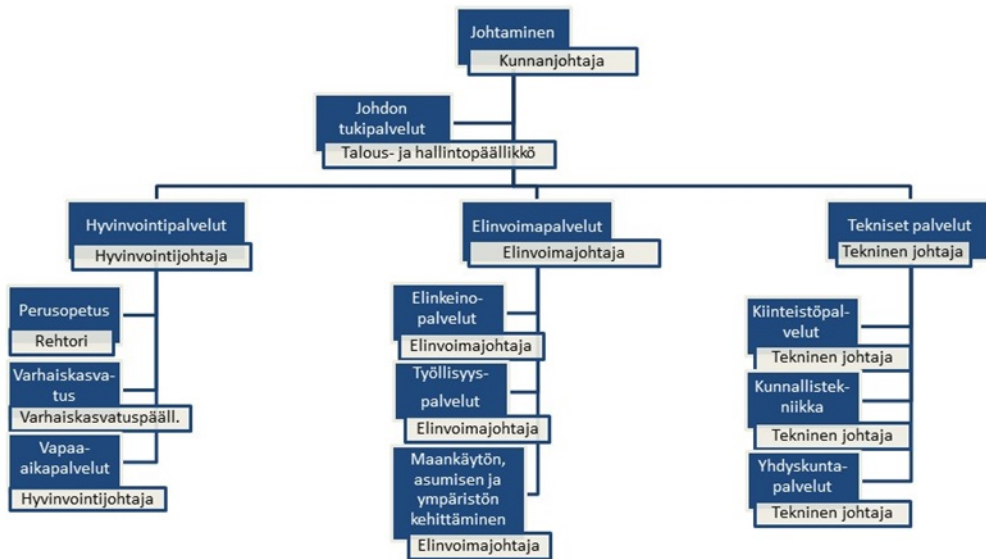 Johtaminen
Kunnanjohtaja
Johdon
tukipalvelut
Talous- ja hallintopäällikkö
Hyvinvointipalvelut
Hyvinvointijohtaja
Perusopetus
Rehtori
Varhaiskasva-
tus
Varhaiskasvatuspääll.
Vapaa-
aikapalvelut
Hyvinvointijohtaja
Elinvoimapalvelut
Elinvoimajohtaja
Elinkeino-
palvelut
Elinvoimajohtaja
Työllisyys-
palvelut
Elinvoimajohtaja
Maankäytön,
asumisen ja
ympäristön
kehittäminen
Elinvoimajohtaja
Tekniset palvelut
Tekninen johtaja
Kiinteistöpal-
velut
Tekninen johtaja
Kunnallistek-
niikka
Tekninen johtaja
Yhdyskunta-
palvelut
Tekninen johtaja